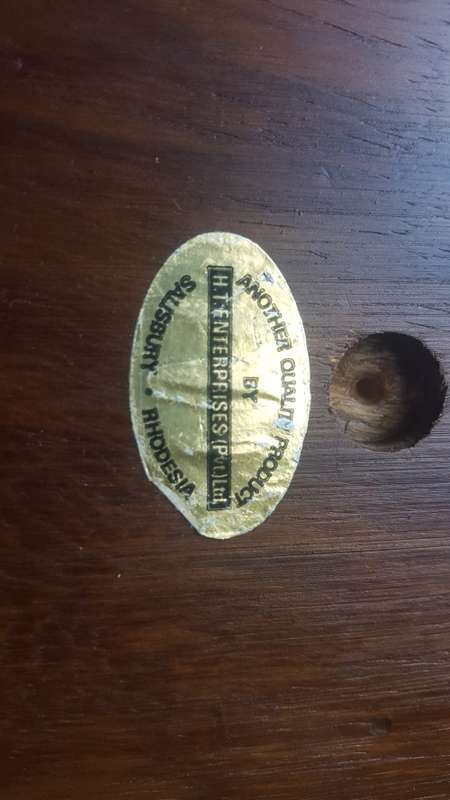 ANOTHER QUALITY PRODUCT
BY
H.T. ENTERPRISES (Pvt) Ltd
SALISBURY • RHODESIA